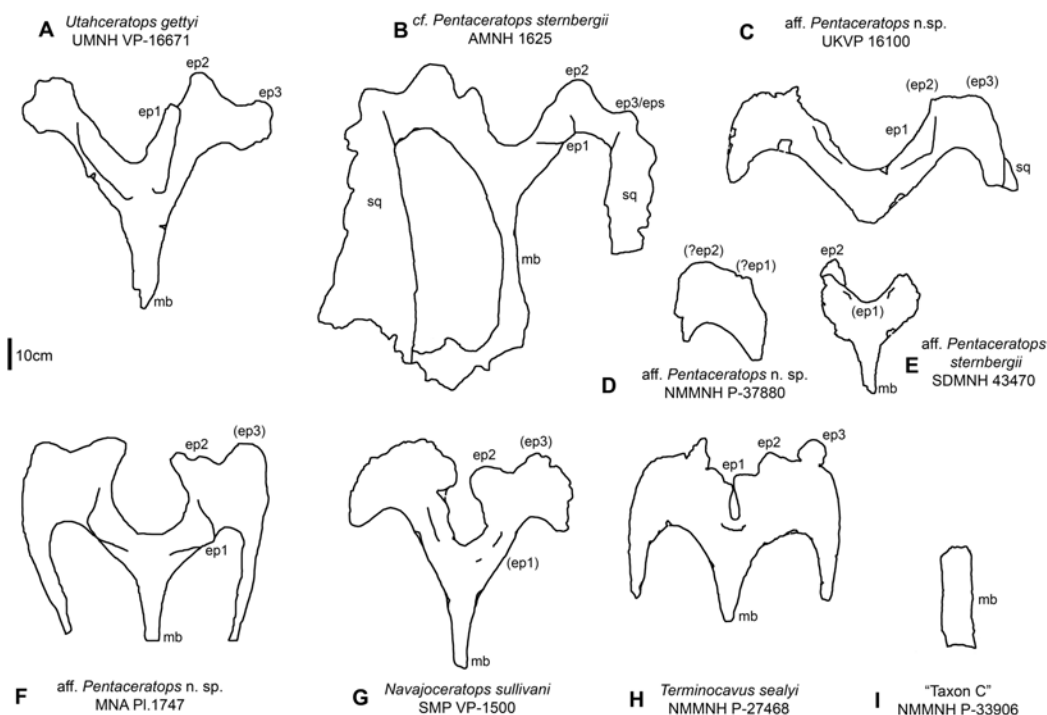 A
Utahceratops gettyi
UMNH VP-16671
ep1
ep2
ep3
mb
B
cf. Pentaceratops sternbergii
AMNH 1625
ep2
ep3/eps
ep1
sq
sq
mb
C
aff. Pentaceratops n.sp.
UKVP 16100
(ep2)
(ep3)
ep1
sq
10cm
(?ep2)
(?ep1)
D
aff. Pentaceratops n. sp.
NMMNH P-37880
ep2
(ep1)
mb
E
aff. Pentaceratops
sternbergii
SDMNH 43470
ep2
(ep3)
ep1
mb
F
aff. Pentaceratops n. sp.
MNA Pl.1747
ep2
(ep3)
(ep1)
mb
G
Navajoceratops sullivani
SMP VP-1500
ep1
ep2
ep3
mb
H
Terminocavus sealyi
NMMNH P-27468
mb
I
"Taxon C"
NMMNH P-33906